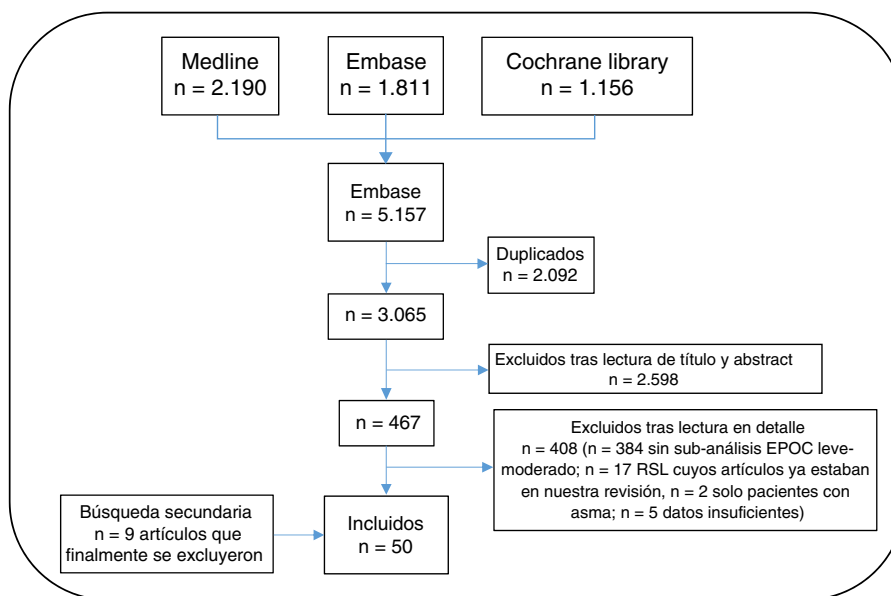 Medline
n = 2.190
Embase
n = 1.811
Cochrane library
n = 1.156
Embase
n = 5.157
Duplicados
n = 2.092
n = 3.065
Excluidos tras lectura de título y abstract
n = 2.598
n = 467
Excluidos tras lectura en detalle
n = 408 (n = 384 sin sub-análisis EPOC leve-
moderado; n = 17 RSL cuyos artículos ya estaban
en nuestra revisión, n = 2 solo pacientes con
asma; n = 5 datos insuficientes)
Búsqueda secundaria
n = 9 artículos que
finalmente se excluyeron
Incluidos
n = 50